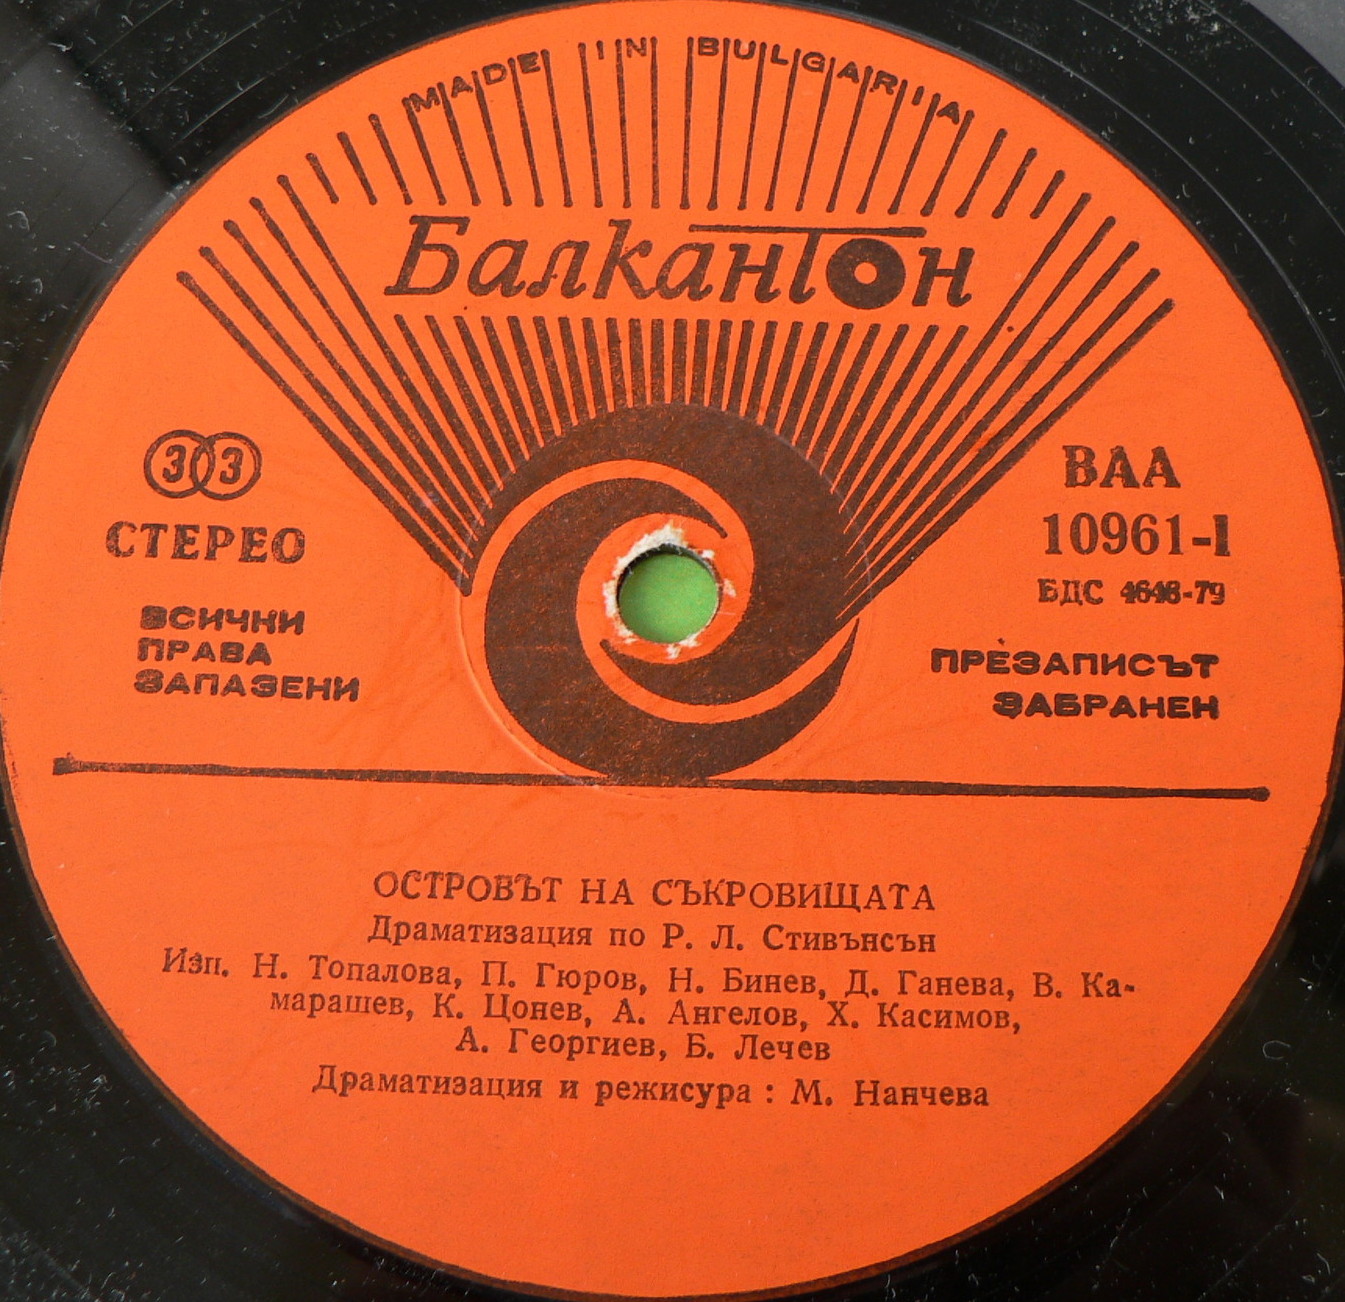 MADE IN BULGARIA
Балкантон
33
СТЕРЕО
ВСИЧКИ
ПРАВА
ЗАПАЗЕНИ
ВАА
10961-I
БДС 4646-79
ПРЕЗАПИСЪТ
ЗАБРАНЕН
ОСТРОВЪТ НА СЪКРОВИЩАТА
Драматизация по Р. Л. Стивънсън
Изп. Н. Топалова, П. Гюров, Н. Бинев, Д. Ганева, В. Ка-
марашев, К. Цонев, А. Ангелов, Х. Касимов,
А. Георгиев, Б. Лечев
Драматизация и режисура : М. Нанчева